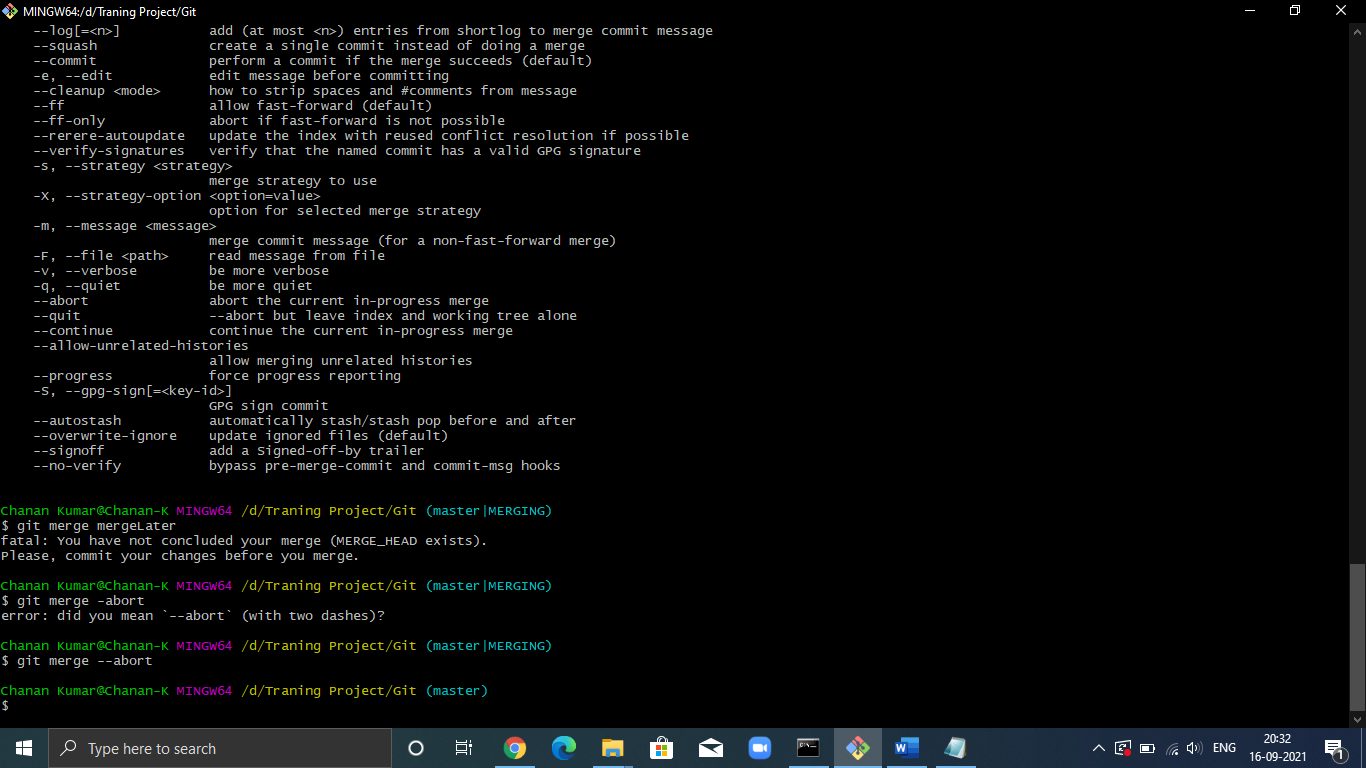 MINGW64:/d/Traning Project/Git
--log[=<n>] add (at most <n>) entries from shortlog to merge commit message
--squash create a single commit instead of doing a merge
--commit perform a commit if the merge succeeds (default)
-e, --edit edit message before committing
--cleanup <mode> how to strip spaces and #comments from message
--ff allow fast-forward (default)
--ff-only abort if fast-forward is not possible
--rerere-autoupdate update the index with reused conflict resolution if possible
--verify-signatures verify that the named commit has a valid GPG signature
-s, --strategy <strategy>
merge strategy to use
-X, --strategy-option <option=value>
option for selected merge strategy
-m, --message <message>
merge commit message (for a non-fast-forward merge)
-F, --file <path> read message from file
-v, --verbose be more verbose
-q, --quiet be more quiet
--abort abort the current in-progress merge
--quit --abort but leave index and working tree alone
--continue continue the current in-progress merge
--allow-unrelated-histories
allow merging unrelated histories
--progress force progress reporting
-S, --gpg-sign[=<key-id>]
GPG sign commit
--autostash automatically stash/stash pop before and after
--overwrite-ignore update ignored files (default)
--signoff add a Signed-off-by trailer
--no-verify bypass pre-merge-commit and commit-msg hooks
Chanan Kumar@Chanan-K MINGW64 /d/Traning Project/Git (master|MERGING)
$ git merge mergeLater
fatal: You have not concluded your merge (MERGE_HEAD exists).
Please, commit your changes before you merge.
Chanan Kumar@Chanan-K MINGW64 /d/Traning Project/Git (master|MERGING)
$ git merge -abort
error: did you mean `--abort` (with two dashes)?
Chanan Kumar@Chanan-K MINGW64 /d/Traning Project/Git (master|MERGING)
$ git merge --abort
Chanan Kumar@Chanan-K MINGW64 /d/Traning Project/Git (master)
$
Type here to search
ENG
20:32
16-09-2021
1